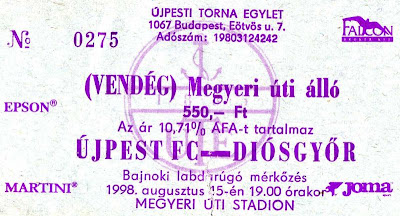 ÚJPESTI TORNA EGYLET
1067 Budapest, Eötvös u. 7.
Adószám: 19803124242
FALCON
№ 0275
(VENDÉG) Megyeri úti álló
EPSON®
550,— Ft
Az ár 10,71% ÁFA-t tartalmaz
ÚJPEST FC—DIÓSGYŐR
Bajnoki labdarúgó mérkőzés
MARTINI®
1998. augusztus 15-én 19.00 órakor
joma
MEGYERI ÚTI STADION